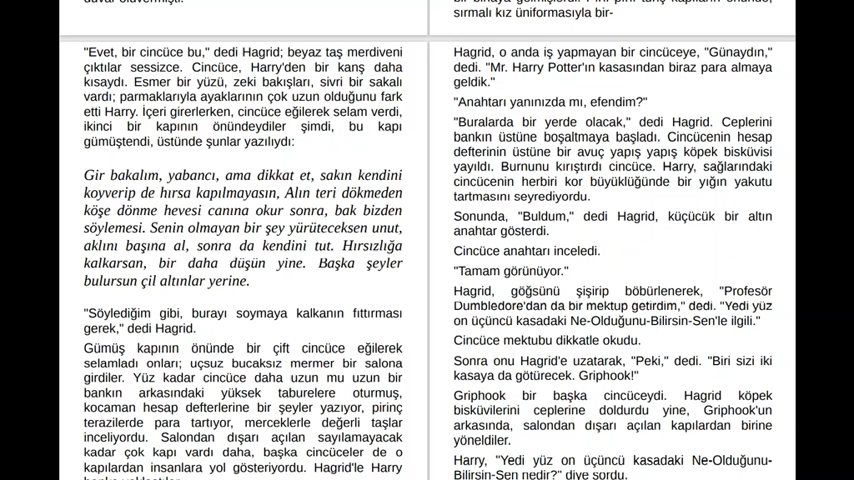 "Evet, bir cincüce bu," dedi Hagrid; beyaz taş merdiveni
çıktılar sessizce. Cincüce, Harry'den bir kanş daha
kısaydı. Esmer bir yüzü, zeki bakışları, sivri bir sakalı
vardı; parmaklarıyla ayaklarının çok uzun olduğunu fark
etti Harry. İçeri girerlerken, cincüce eğilerek selam verdi,
ikinci bir kapının önündeydiler şimdi, bu kapı
gümüştendi, üstünde şunlar yazılıydı:
Gir bakalım, yabancı, ama dikkat et, sakın kendini
koyverip de hırsa kapılmayasın, Alın teri dökmeden
köşe dönme hevesi canına okur sonra, bak bizden
söylemesi. Senin olmayan bir şey yürüteceksen unut,
aklını başına al, sonra da kendini tut. Hırsızlığa
kalkarsan, bir daha düşün yine. Başka şeyler
bulursun çil altınlar yerine.
"Söylediğim gibi, burayı soymaya kalkanın fıttırması
gerek," dedi Hagrid.
Gümüş kapının önünde bir çift cincüce eğilerek
selamladı onları; uçsuz bucaksız mermer bir salona
girdiler. Yüz kadar cincüce daha uzun mu uzun bir
bankın arkasındaki yüksek taburelere oturmuş,
kocaman hesap defterlerine bir şeyler yazıyor, pirinç
terazilerde para tartıyor, merceklerle değerli taşlar
inceliyordu. Salondan dışarı açılan sayılamayacak
kadar çok kapı vardı daha, başka cincüceler de o
kapılardan insanlara yol gösteriyordu. Hagrid'le Harry
sırmalı kız üniformasıyla bir-
Hagrid, o anda iş yapmayan bir cincüceye, "Günaydın,"
dedi. "Mr. Harry Potter'ın kasasından biraz para almaya
geldik."
"Anahtarı yanınızda mı, efendim?"
"Buralarda bir yerde olacak," dedi Hagrid. Ceplerini
bankın üstüne boşaltmaya başladı. Cincücenin hesap
defterinin üstüne bir avuç yapış yapış köpek bisküvisi
yayıldı. Burnunu kırıştırdı cincüce. Harry, sağlarındaki
cincücenin herbiri kor büyüklüğünde bir yığın yakutu
tartmasını seyrediyordu.
Sonunda, "Buldum," dedi Hagrid, küçücük bir altın
anahtar gösterdi.
Cincüce anahtarı inceledi.
"Tamam görünüyor."
Hagrid, göğsünü şişirip böbürlenerek, "Profesör
Dumbledore'dan da bir mektup getirdim," dedi. "Yedi yüz
on üçüncü kasadaki Ne-Olduğunu-Bilirsin-Sen'le ilgili."
Cincüce mektubu dikkatle okudu.
Sonra onu Hagrid'e uzatarak, "Peki," dedi. "Biri sizi iki
kasaya da götürecek. Griphook!"
Griphook bir başka cincüceydi. Hagrid köpek
bisküvilerini ceplerine doldurdu yine, Griphook'un
arkasında, salondan dışarı açılan kapılardan birine
yöneldiler.
Harry, "Yedi yüz on üçüncü kasadaki Ne-Olduğunu-
Bilirsin-Sen nedir?" diye sordu.